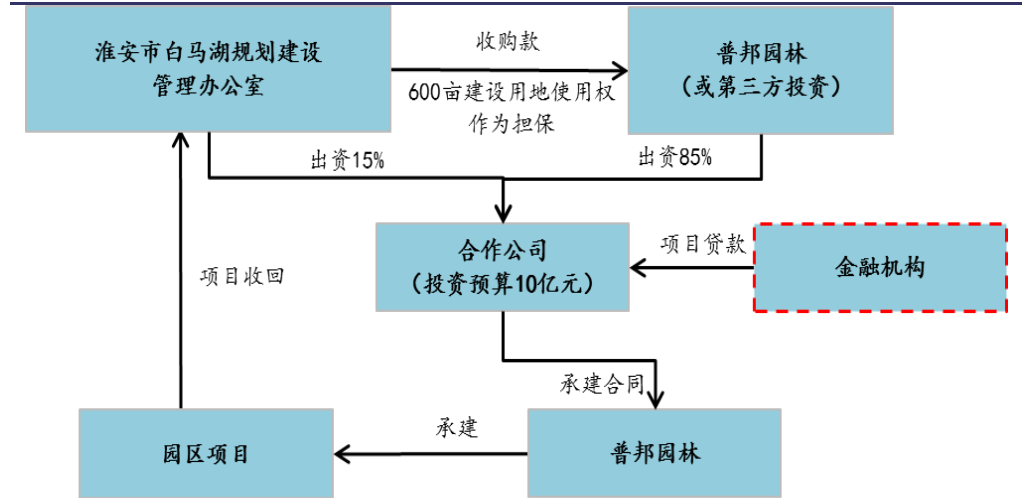 淮安市白马湖规划建设
管理办公室
收购款
600亩建设用地使用权
作为担保
普邦园林
（或第三方投资）
出资15%
出资85%
合作公司
（投资预算10亿元）
项目贷款
金融机构
项目收回
承建合同
园区项目
承建
普邦园林